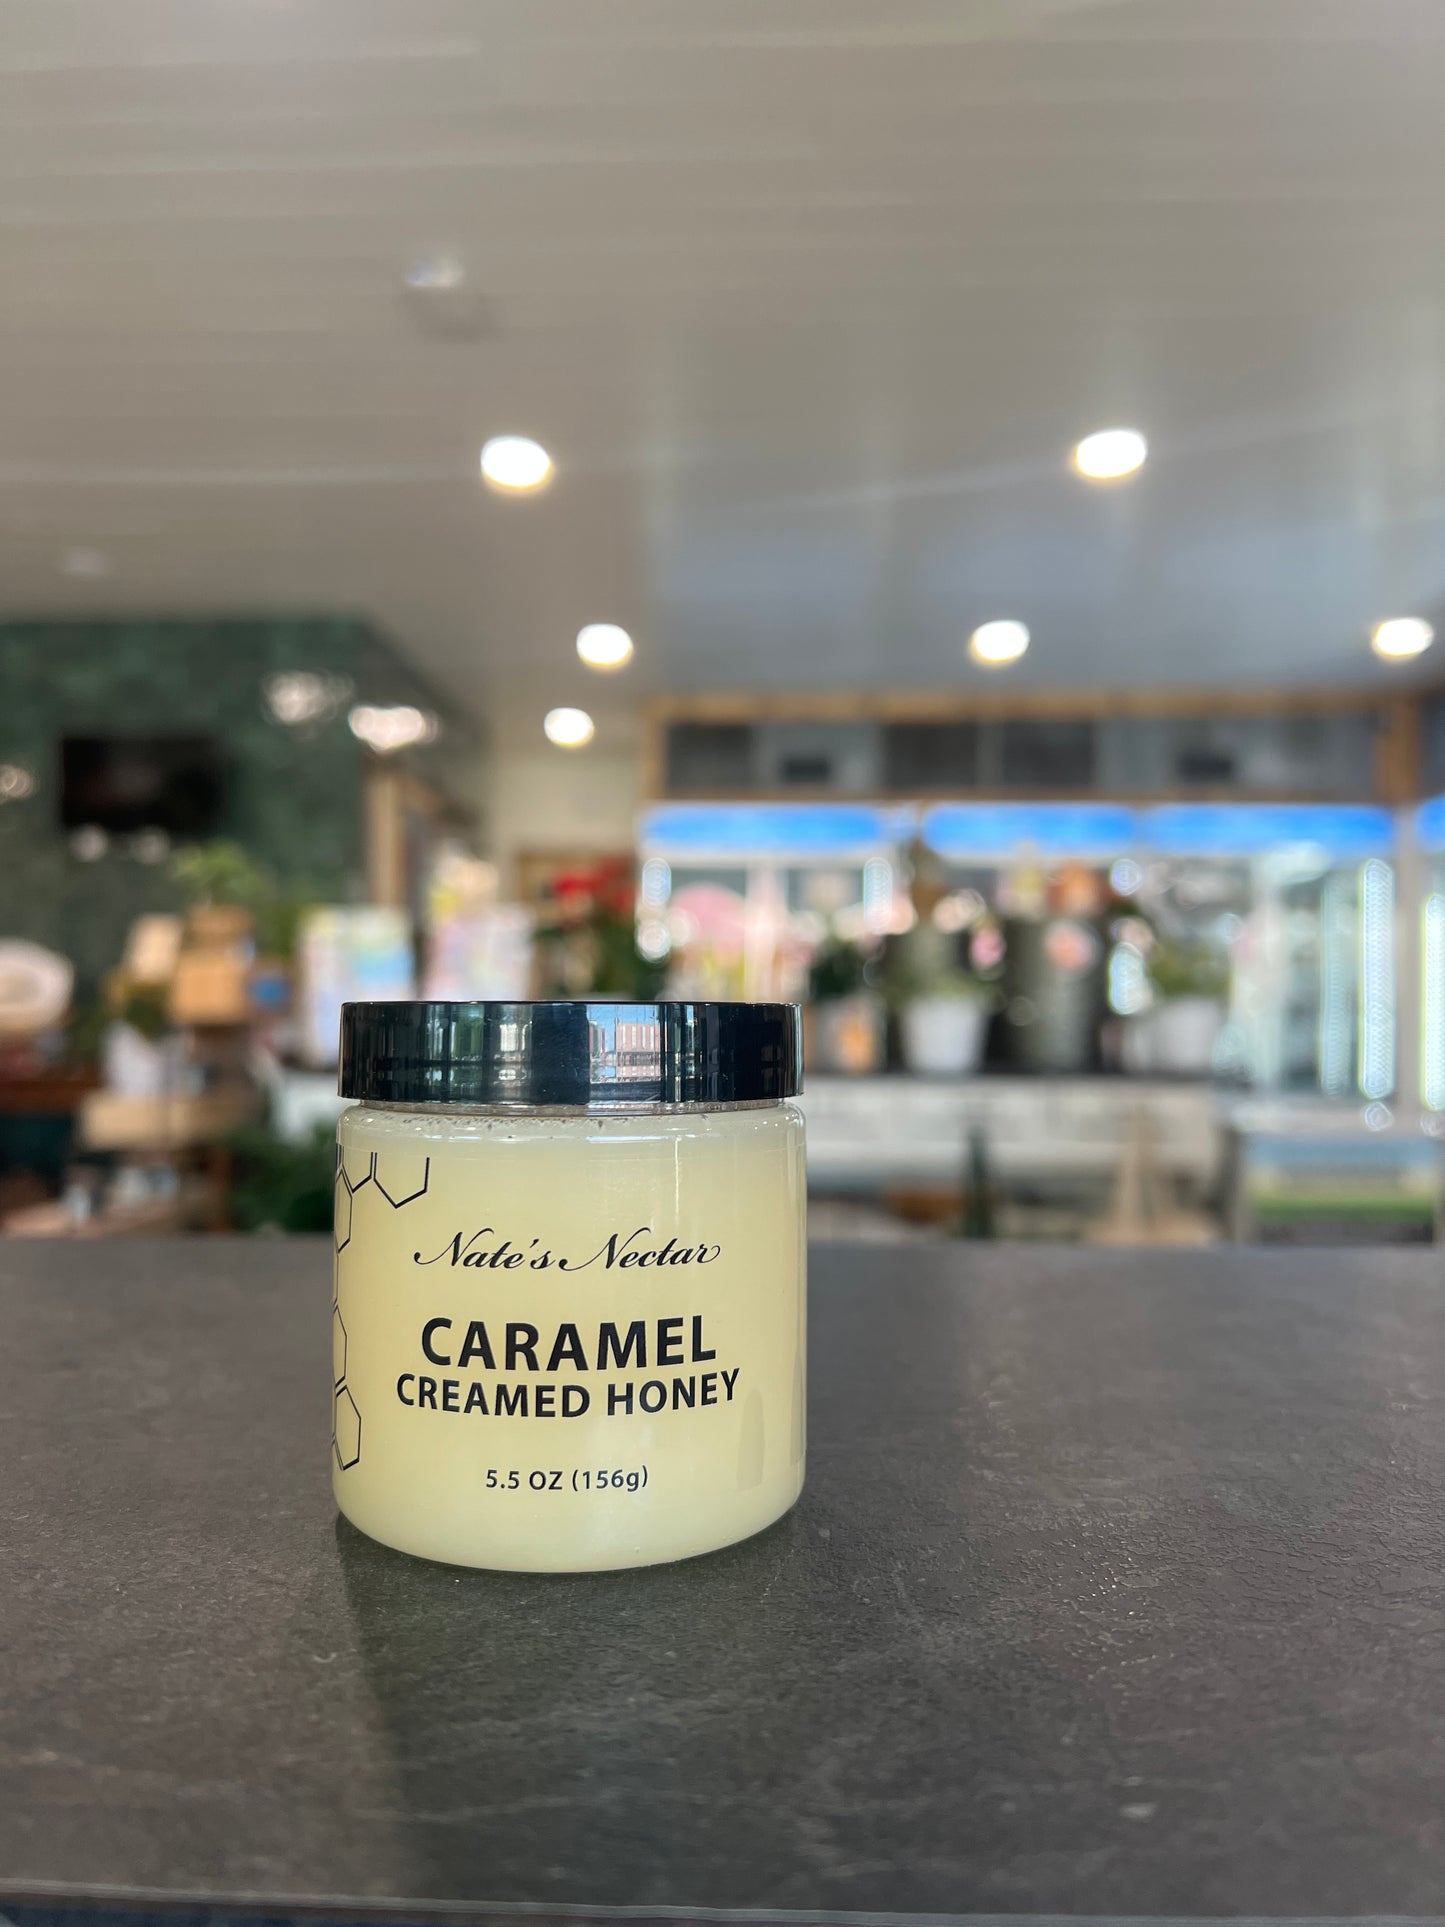 Nate's Nectar
CARAMEL
CREAMED HONEY
5.5 OZ (156g)